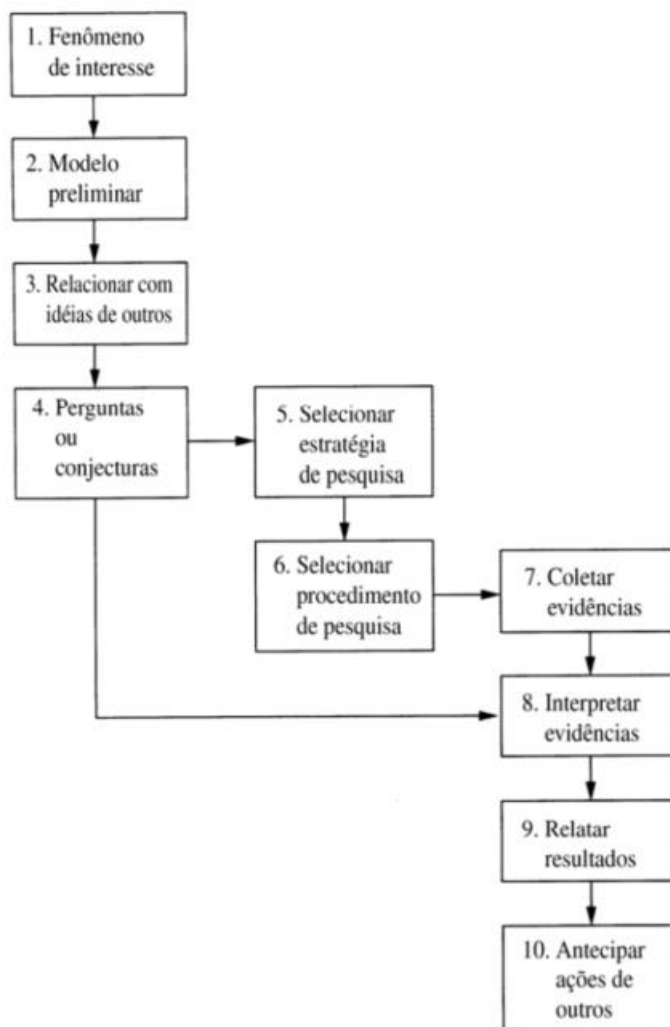 1. Fenômeno
de interesse
2. Modelo
preliminar
3. Relacionar com
idéias de outros
4. Perguntas
ou
conjecturas
5. Selecionar
estratégia
de pesquisa
6. Selecionar
procedimento
de pesquisa
7. Coletar
evidências
8. Interpretar
evidências
9. Relatar
resultados
10. Antecipar
ações de
outros